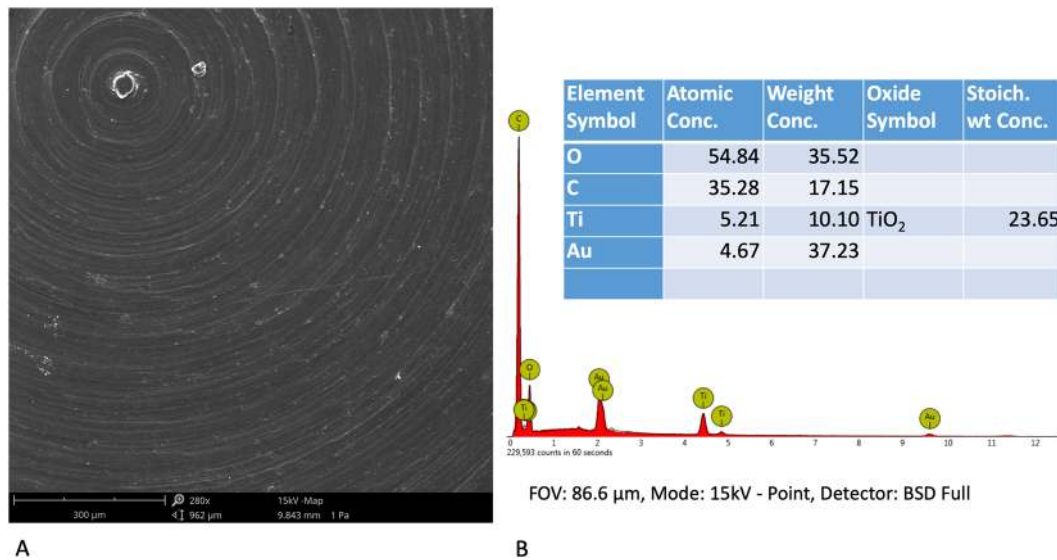 Element Symbol Atomic Conc. Weight Conc. Oxide Symbol Stoich. wt Conc.
O 54.84 35.52
C 35.28 17.15
Ti 5.21 10.10 TiO₂ 23.65
Au 4.67 37.23
C
O
Ti
Au
Au
Ti
Ti
Au
0 1 2 3 4 5 6 7 8 9 10 11 12
229,593 counts in 60 seconds
FOV: 86.6 µm, Mode: 15kV - Point, Detector: BSD Full
300 µm
280x 15kV -Map
962 µm 9.843 mm 1 Pa
A
B